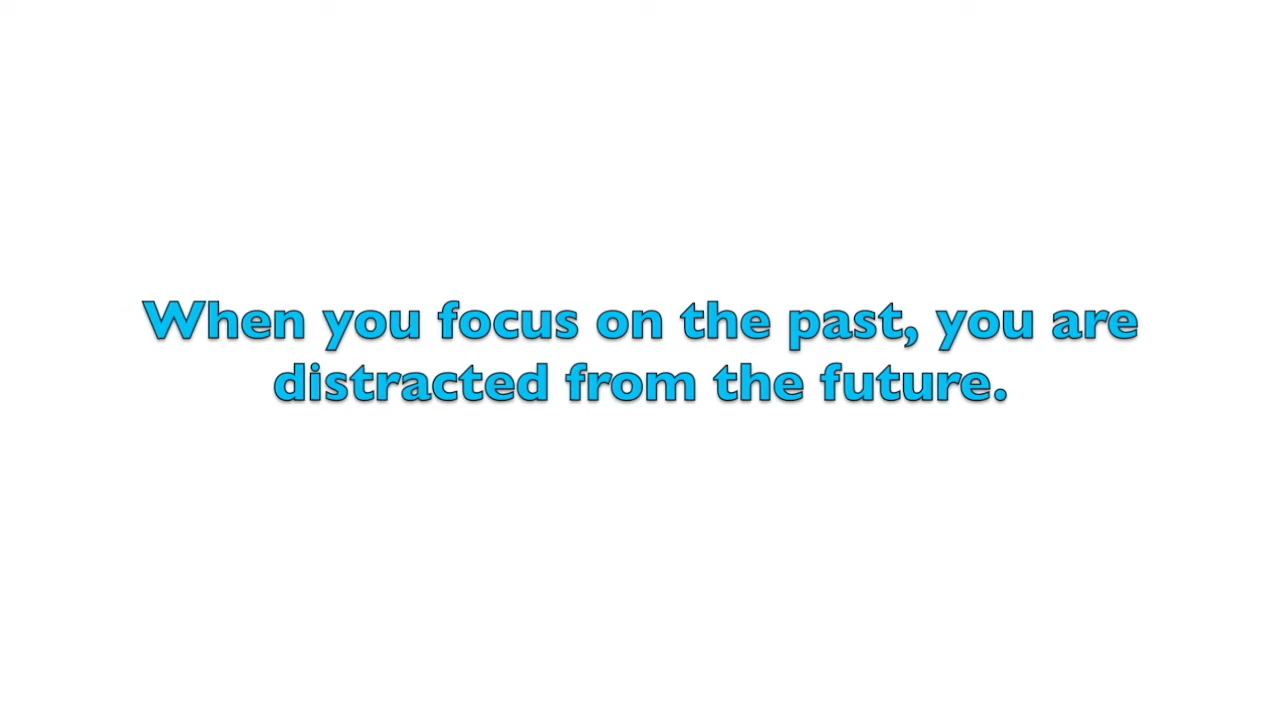 When you focus on the past, you are
distracted from the future.